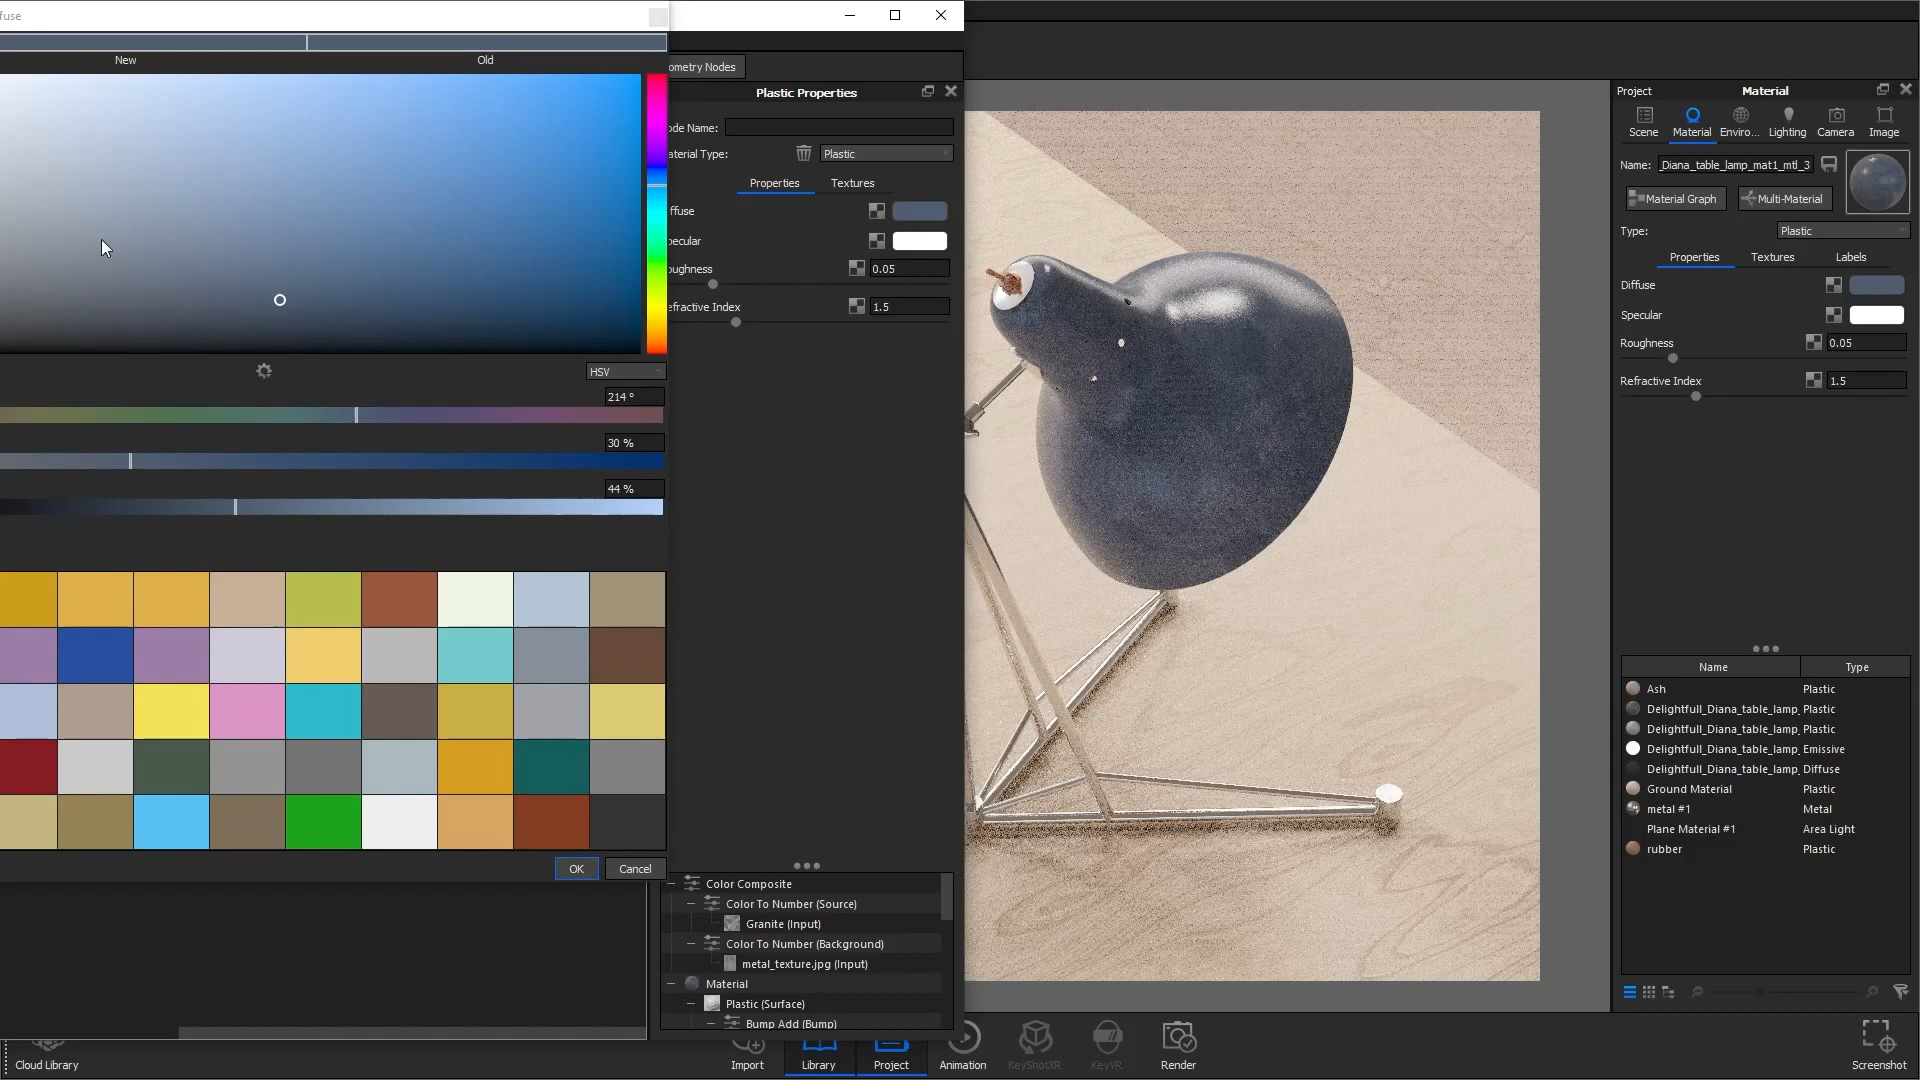 fuse
New
Old
HSV
214 °
30 %
44 %
OK
Cancel
ometry Nodes
Plastic Properties
ode Name:
aterial Type:
Plastic
Properties
Textures
ffuse
pecular
oughness
0.05
efractive Index
1.5
Color Composite
Color To Number (Source)
Granite (Input)
Color To Number (Background)
metal_texture.jpg (Input)
Material
Plastic (Surface)
Bump Add (Bump)
Project
Material
Scene
Material
Enviro...
Lighting
Camera
Image
Name:
_Diana_table_lamp_mat1_mtl_3
Material Graph
Multi-Material
Type:
Plastic
Properties
Textures
Labels
Diffuse
Specular
Roughness
0.05
Refractive Index
1.5
Name
Type
Ash
Plastic
Delightfull_Diana_table_lamp_
Plastic
Delightfull_Diana_table_lamp_
Plastic
Delightfull_Diana_table_lamp_
Emissive
Delightfull_Diana_table_lamp_
Diffuse
Ground Material
Plastic
metal #1
Metal
Plane Material #1
Area Light
rubber
Plastic
Cloud Library
Import
Library
Project
Animation
KeyShotXR
KeyVR
Render
Screenshot